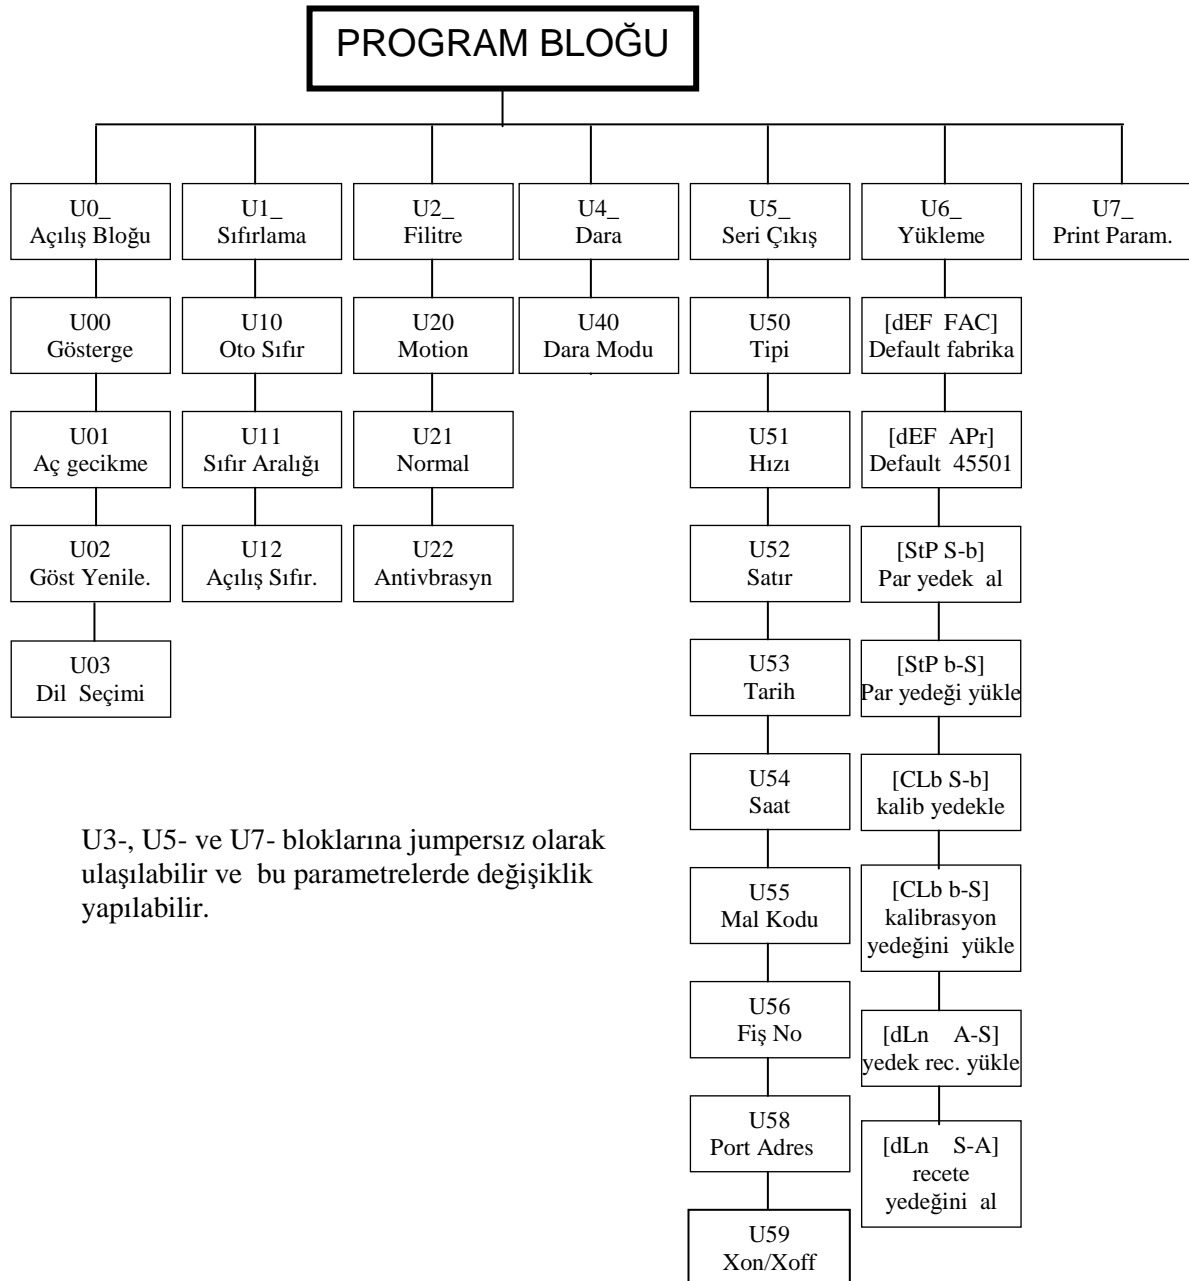 PROGRAM BLOĞU
U0_
Açılış Bloğu
U00
Gösterge
U01
Aç gecikme
U02
Göst Yenile.
U03
Dil Seçimi
U1_
Sıfırlama
U10
Oto Sıfır
U11
Sıfır Aralığı
U12
Açılış Sıfır.
U2_
Filitre
U20
Motion
U21
Normal
U22
Antivbrasyn
U4_
Dara
U40
Dara Modu
U5_
Seri Çıkış
U50
Tipi
U51
Hızı
U52
Satır
U53
Tarih
U54
Saat
U55
Mal Kodu
U56
Fiş No
U58
Port Adres
U59
Xon/Xoff
U6_
Yükleme
[dEF FAC]
Default fabrika
[dEF APr]
Default 45501
[StP S-b]
Par yedek al
[StP b-S]
Par yedeği yükle
[CLb S-b]
kalib yedekle
[CLb b-S]
kalibrasyon
yedeğini yükle
[dLn A-S]
yedek rec. yükle
[dLn S-A]
recete
yedeğini al
U7_
Print Param.
U3-, U5- ve U7- bloklarına jumpersız olarak
ulaşılabilir ve bu parametrelerde değişiklik
yapılabilir.